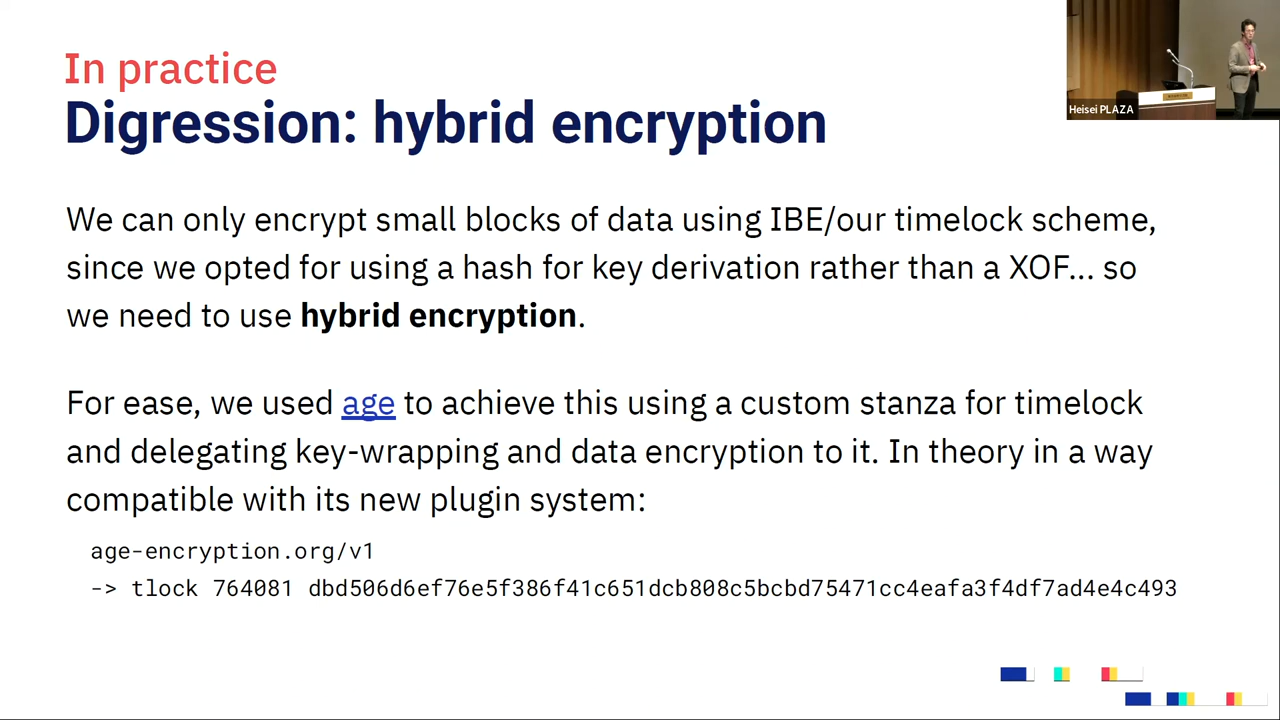 In practice
Digression: hybrid encryption
Heisei PLAZA
We can only encrypt small blocks of data using IBE/our timelock scheme,
since we opted for using a hash for key derivation rather than a XOF... so
we need to use hybrid encryption.
For ease, we used age to achieve this using a custom stanza for timelock
and delegating key-wrapping and data encryption to it. In theory in a way
compatible with its new plugin system:
age-encryption.org/v1
-> tlock 764081 dbd506d6ef76e5f386f41c651dcb808c5bcbd75471cc4eafa3f4df7ad4e4c493